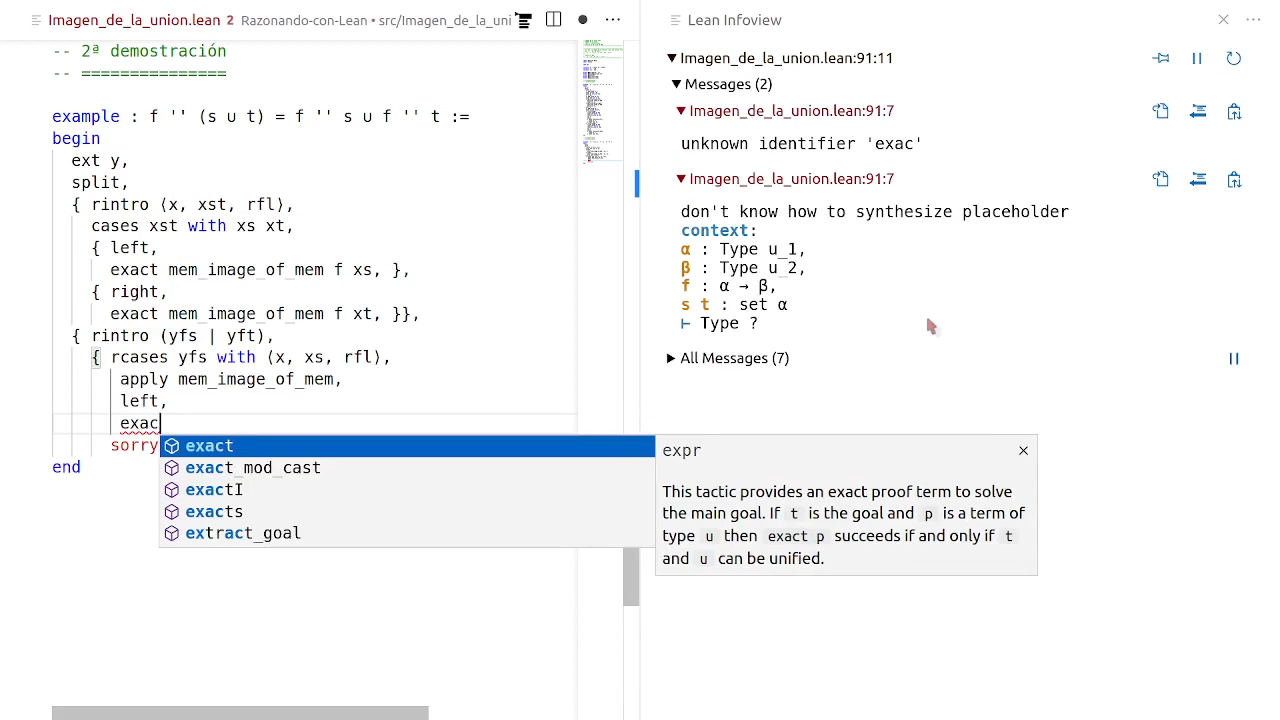 Imagen_de_la_union.lean 2 Razonando-con-Lean • src/Imagen_de_la_uni
-- 2ª demostración
-- ===============
example : f '' (s ∪ t) = f '' s ∪ f '' t :=
begin
ext y,
split,
{ rintro ⟨x, xst, rfl⟩,
cases xst with xs xt,
{ left,
exact mem_image_of_mem f xs, },
{ right,
exact mem_image_of_mem f xt, }},
{ rintro (yfs | yft),
{ rcases yfs with ⟨x, xs, rfl⟩,
apply mem_image_of_mem,
left,
exac
sorry
end
exact
exact_mod_cast
exactI
exacts
extract_goal
expr
This tactic provides an exact proof term to solve
the main goal. If t is the goal and p is a term of
type u then exact p succeeds if and only if t
and u can be unified.
Lean Infoview
Imagen_de_la_union.lean:91:11
Messages (2)
Imagen_de_la_union.lean:91:7
unknown identifier 'exac'
Imagen_de_la_union.lean:91:7
don't know how to synthesize placeholder
context:
α : Type u_1,
β : Type u_2,
f : α → β,
s t : set α
⊢ Type ?
All Messages (7)